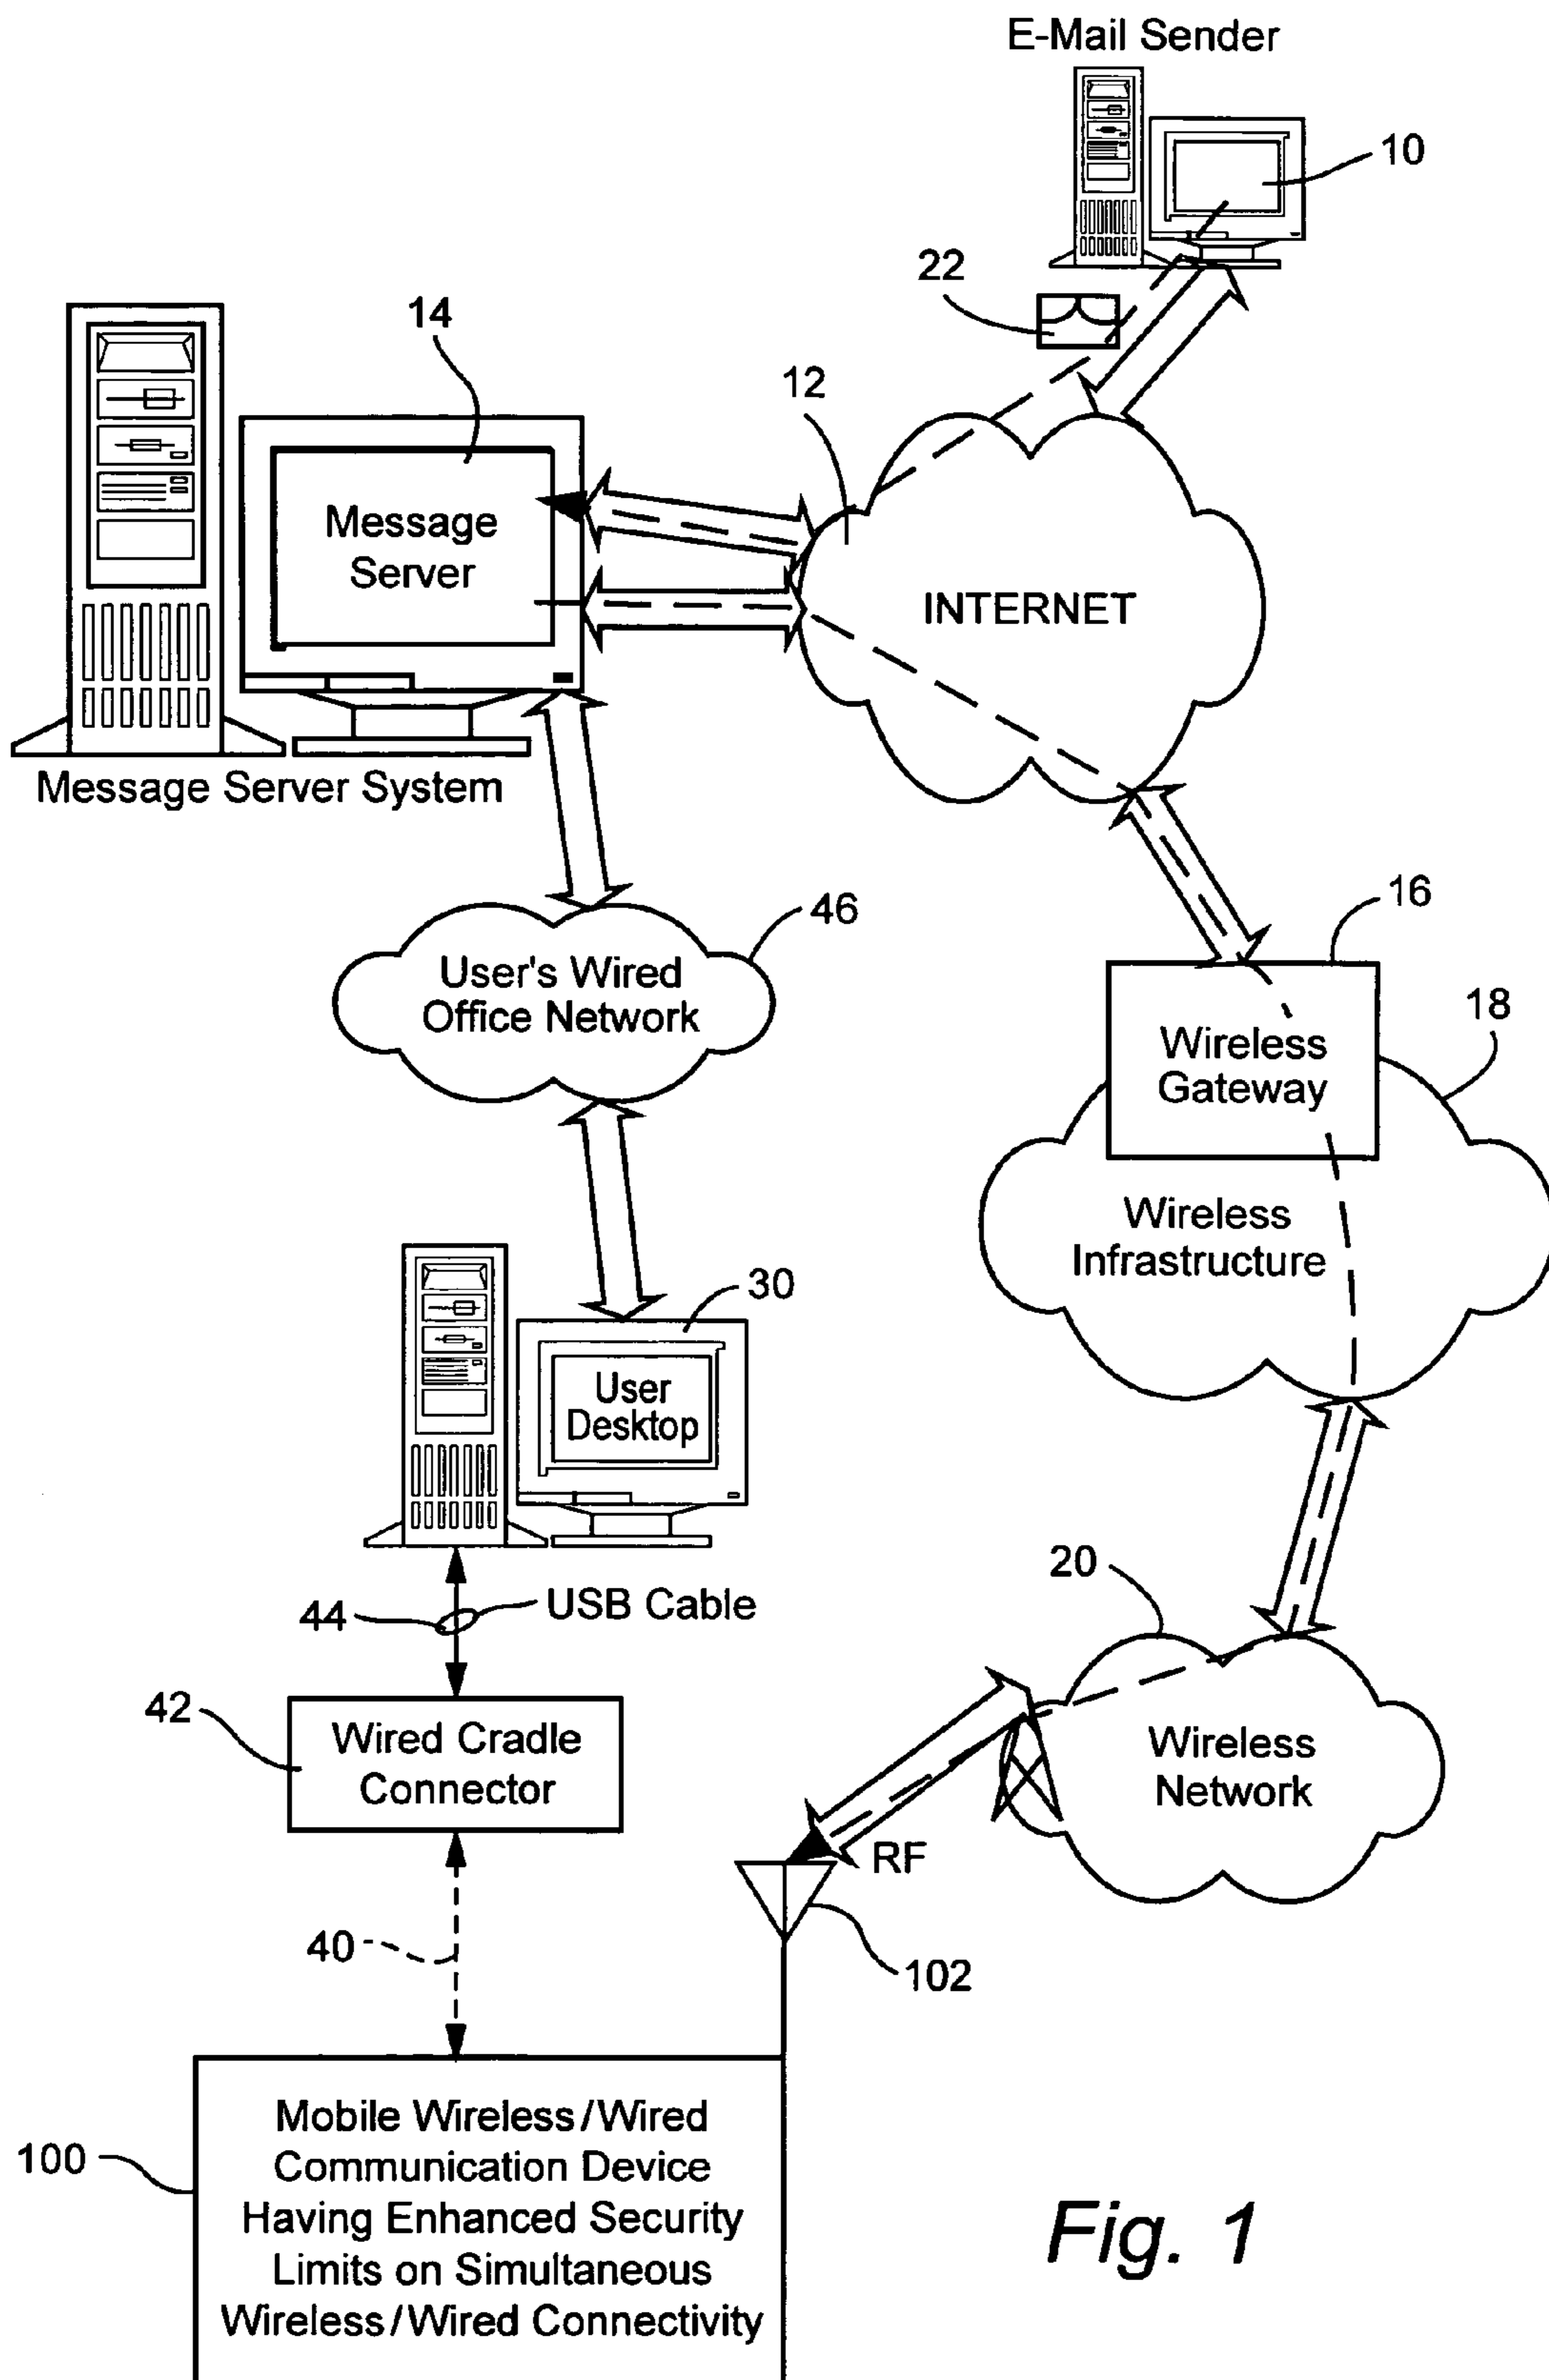 E-Mail Sender
10
22
14
12
Message
Server
INTERNET
Message Server System
46
16
User's Wired
Office Network
18
Wireless
Gateway
Wireless
Infrastructure
30
User
Desktop
20
44
USB Cable
42
Wired Cradle
Connector
Wireless
Network
RF
40
102
100
Mobile Wireless/Wired
Communication Device
Having Enhanced Security
Limits on Simultaneous
Wireless/Wired Connectivity
Fig. 1